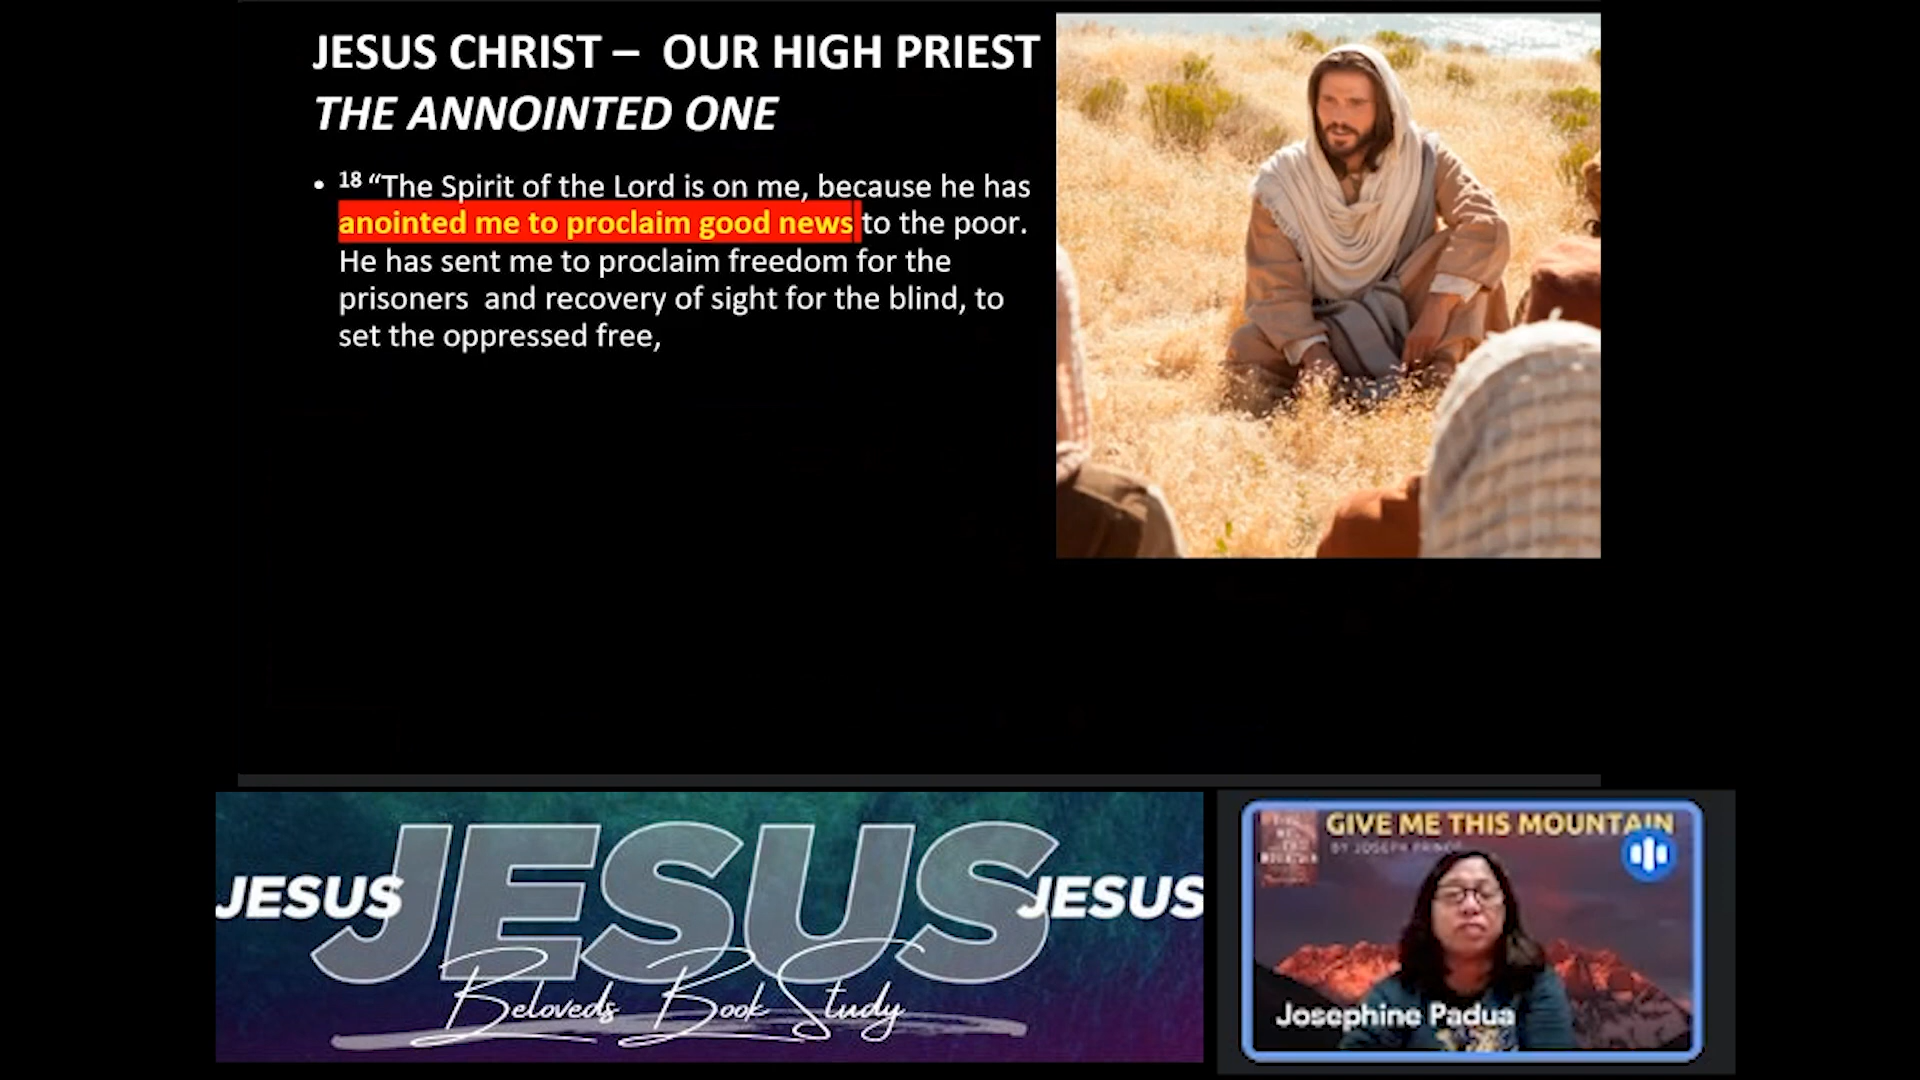 JESUS CHRIST – OUR HIGH PRIEST
THE ANNOINTED ONE
• 18 “The Spirit of the Lord is on me, because he has
anointed me to proclaim good news to the poor.
He has sent me to proclaim freedom for the
prisoners and recovery of sight for the blind, to
set the oppressed free,
JESUS JESUS JESUS
Beloveds Book Study
GIVE ME THIS MOUNTAIN
BY JOSEPH PRINCE
Josephine Padua